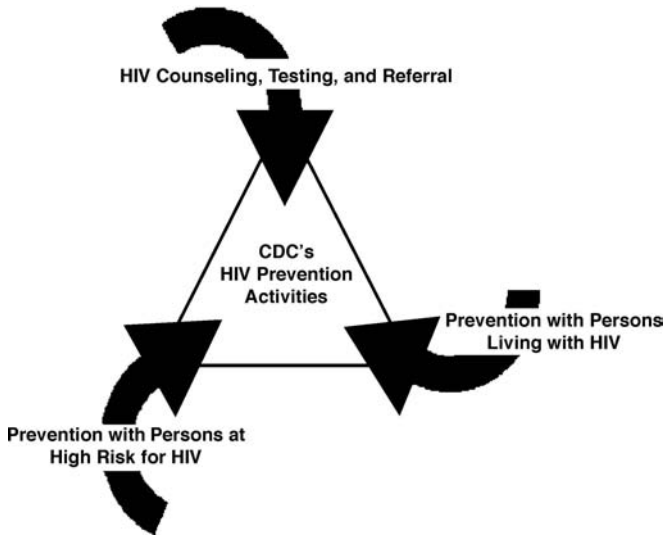 HIV Counseling, Testing, and Referral
CDC's
HIV Prevention
Activities
Prevention with Persons
Living with HIV
Prevention with Persons at
High Risk for HIV